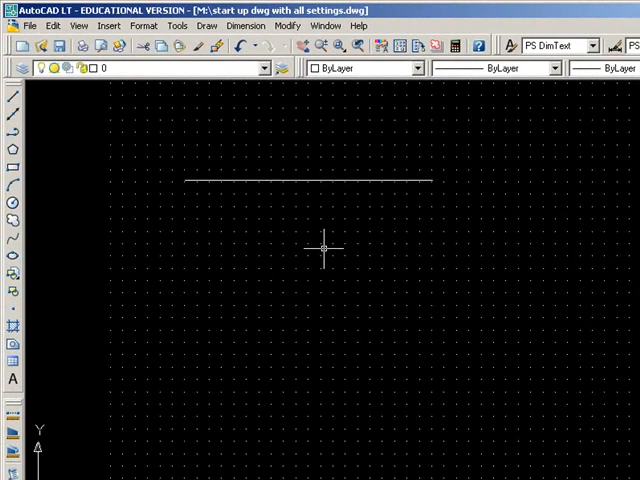 AutoCAD LT - EDUCATIONAL VERSION - [M:\start up dwg with all settings.dwg]
File Edit View Insert Format Tools Draw Dimension Modify Window Help
PS DimText PS
0 ByLayer ByLayer ByLayer
A
Y